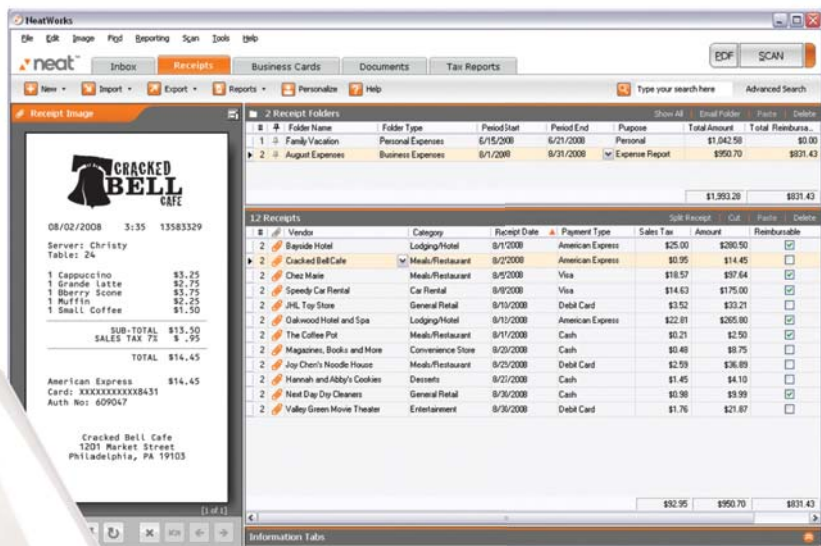 NeatWorks
File Edit Image Find Reporting Scan Tools Help
neat™ Inbox Receipts Business Cards Documents Tax Reports PDF SCAN
New Import Export Reports Personalize Help Type your search here Advanced Search
Receipt Image
CRACKED
BELL
CAFE
08/02/2008 3:35 13583329
Server: Christy
Table: 24
1 Cappuccino $3.25
1 Grande latte $2.75
1 Bberry Scone $3.75
1 Muffin $2.25
1 Small Coffee $1.50
SUB-TOTAL $13.50
SALES TAX 7% $ .95
TOTAL $14.45
American Express $14.45
Card: XXXXXXXXXXX8431
Auth No: 609047
Cracked Bell Cafe
1201 Market Street
Philadelphia, PA 19103
[1 of 1]
2 Receipt Folders Show All Email Folder Paste Delete
# Folder Name Folder Type Period Start Period End Purpose Total Amount Total Reimbursa...
1 Family Vacation Personal Expenses 6/15/2008 6/21/2008 Personal $1,042.58 $0.00
2 August Expenses Business Expenses 8/1/2008 8/31/2008 Expense Report $950.70 $831.43
$1,993.28 $831.43
12 Receipts Split Receipt Cut Paste Delete
# Vendor Category Receipt Date Payment Type Sales Tax Amount Reimbursable
2 Bayside Hotel Lodging/Hotel 8/1/2008 American Express $25.00 $280.50
2 Cracked Bell Cafe Meals/Restaurant 8/2/2008 American Express $0.95 $14.45
2 Chez Marie Meals/Restaurant 8/5/2008 Visa $18.57 $97.64
2 Speedy Car Rental Car Rental 8/8/2008 Visa $14.63 $175.00
2 JHL Toy Store General Retail 8/10/2008 Debit Card $3.52 $33.21
2 Oakwood Hotel and Spa Lodging/Hotel American Express $22.81 $265.80
2 The Coffee Pot Meals/Restaurant Cash $0.21 $2.50
2 Magazines, Books and More Convenience Store 8/20/2008 Cash $0.48 $8.75
2 Joy Chen's Noodle House Meals/Restaurant 8/25/2008 Debit Card $2.59 $36.89
2 Hannah and Abby's Cookies Desserts 8/27/2008 Cash $1.45 $4.10
2 Next Day Dry Cleaners General Retail 8/30/2008 Cash $0.98 $9.99
2 Valley Green Movie Theater Entertainment 8/30/2008 Debit Card $1.76 $21.87
$92.95 $950.70 $831.43
Information Tabs